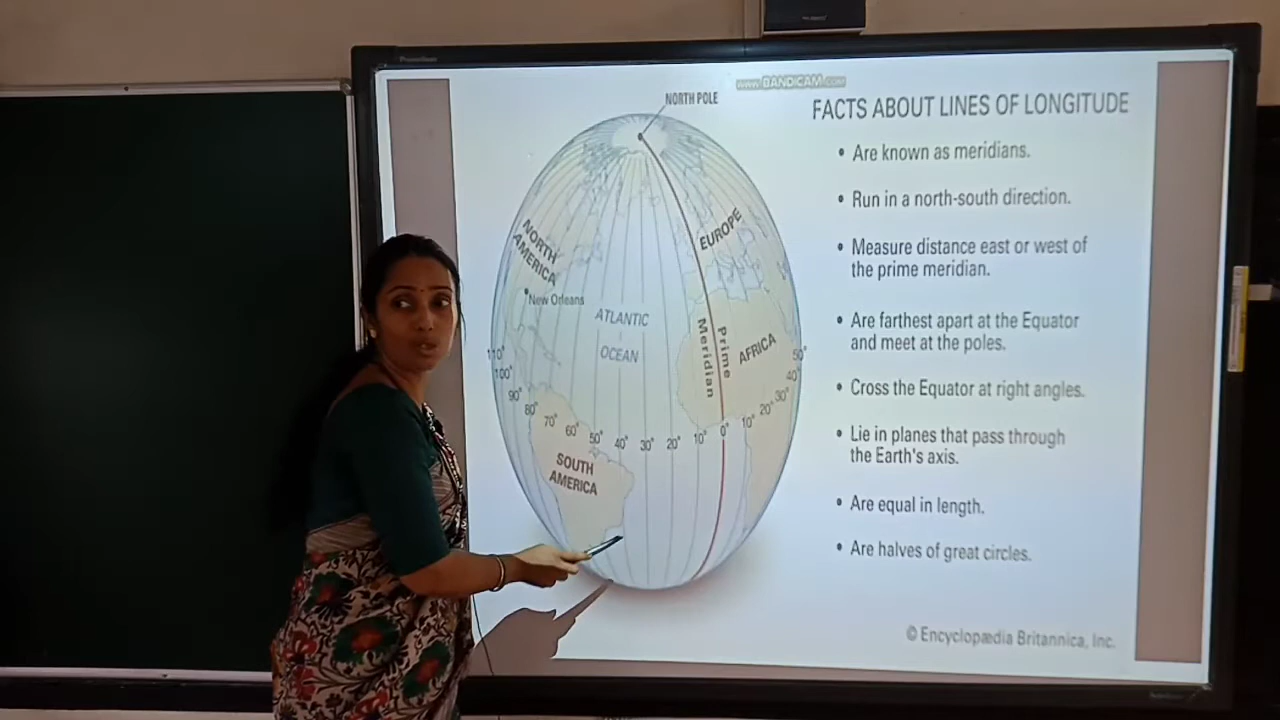 Promethean
www.BANDICAM.com
NORTH POLE
FACTS ABOUT LINES OF LONGITUDE
• Are known as meridians.
• Run in a north-south direction.
• Measure distance east or west of
the prime meridian.
• Are farthest apart at the Equator
and meet at the poles.
• Cross the Equator at right angles.
• Lie in planes that pass through
the Earth's axis.
• Are equal in length.
• Are halves of great circles.
© Encyclopædia Britannica, Inc.
NORTH
AMERICA
EUROPE
New Orleans
ATLANTIC
OCEAN
Prime
Meridian
AFRICA
110° 100° 90° 80° 70° 60° 50° 40° 30° 20° 10° 0° 10° 20° 30° 40° 50°
SOUTH
AMERICA